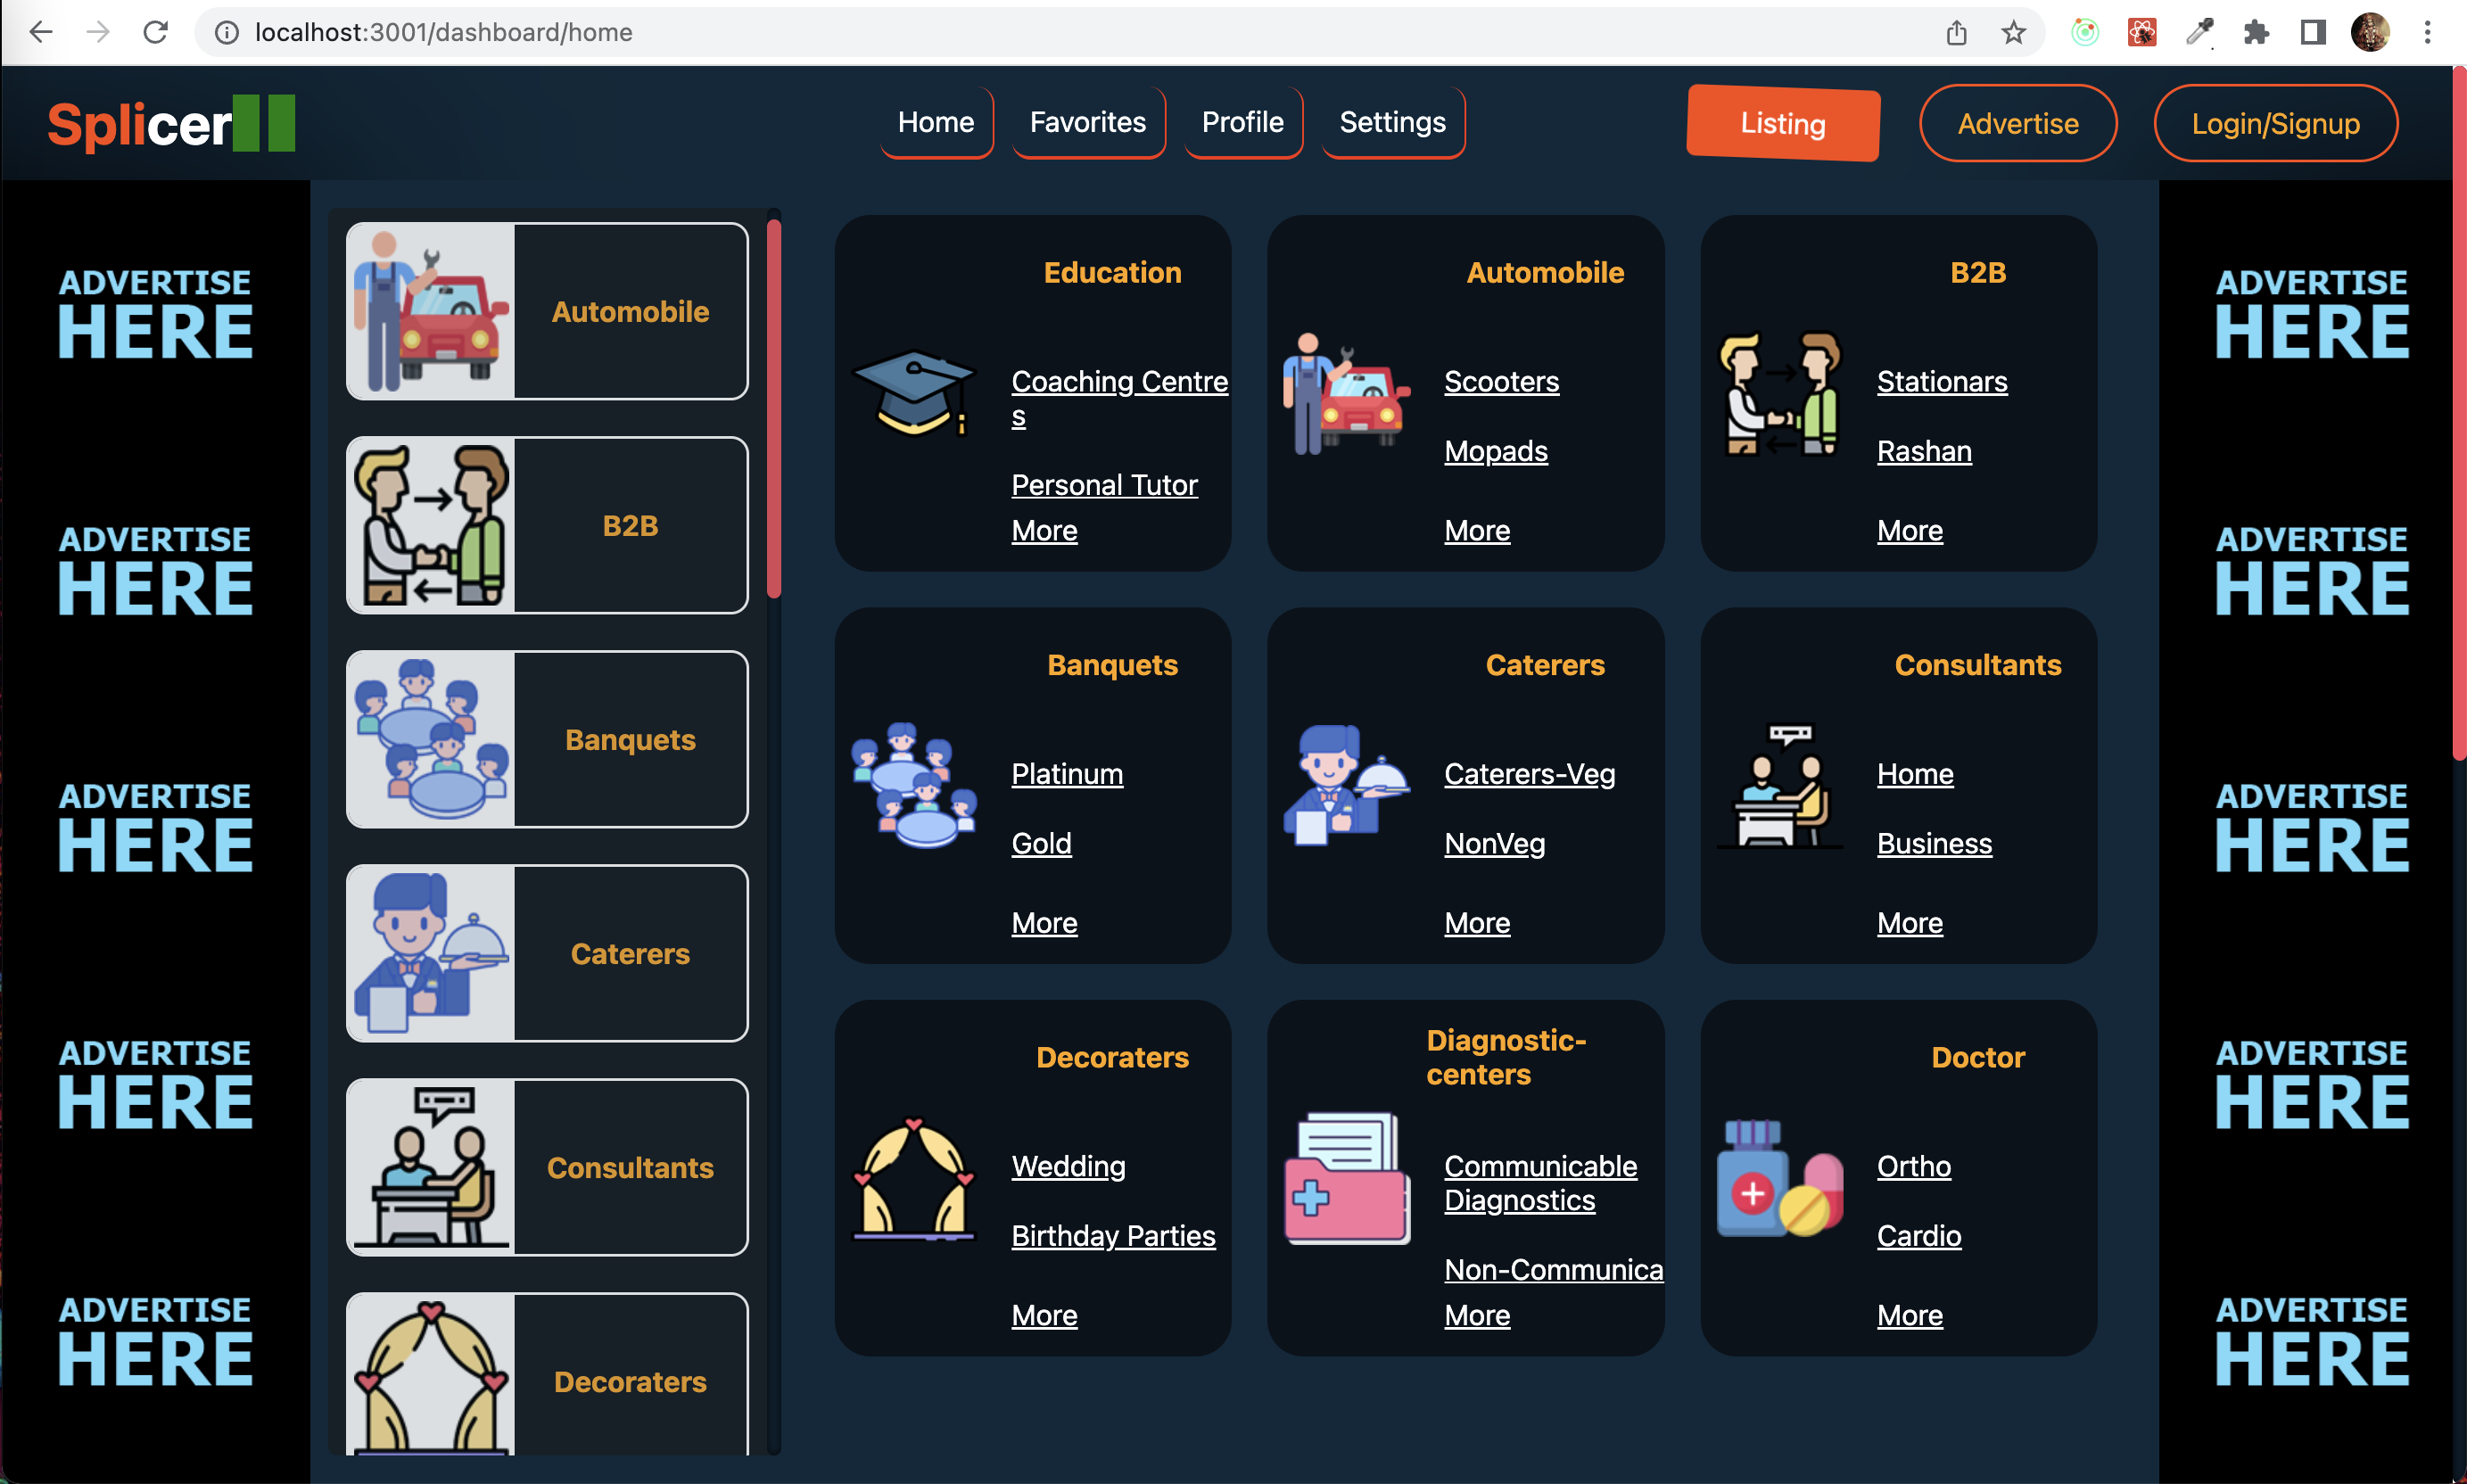 localhost:3001/dashboard/home
Splicer
Home
Favorites
Profile
Settings
Listing
Advertise
Login/Signup
ADVERTISE
HERE
ADVERTISE
HERE
ADVERTISE
HERE
ADVERTISE
HERE
ADVERTISE
HERE
Automobile
B2B
Banquets
Caterers
Consultants
Decoraters
Education
Coaching Centre
s
Personal Tutor
More
Automobile
Scooters
Mopads
More
B2B
Stationars
Rashan
More
Banquets
Platinum
Gold
More
Caterers
Caterers-Veg
NonVeg
More
Consultants
Home
Business
More
Decoraters
Wedding
Birthday Parties
More
Diagnostic-
centers
Communicable
Diagnostics
Non-Communica
More
Doctor
Ortho
Cardio
More
ADVERTISE
HERE
ADVERTISE
HERE
ADVERTISE
HERE
ADVERTISE
HERE
ADVERTISE
HERE